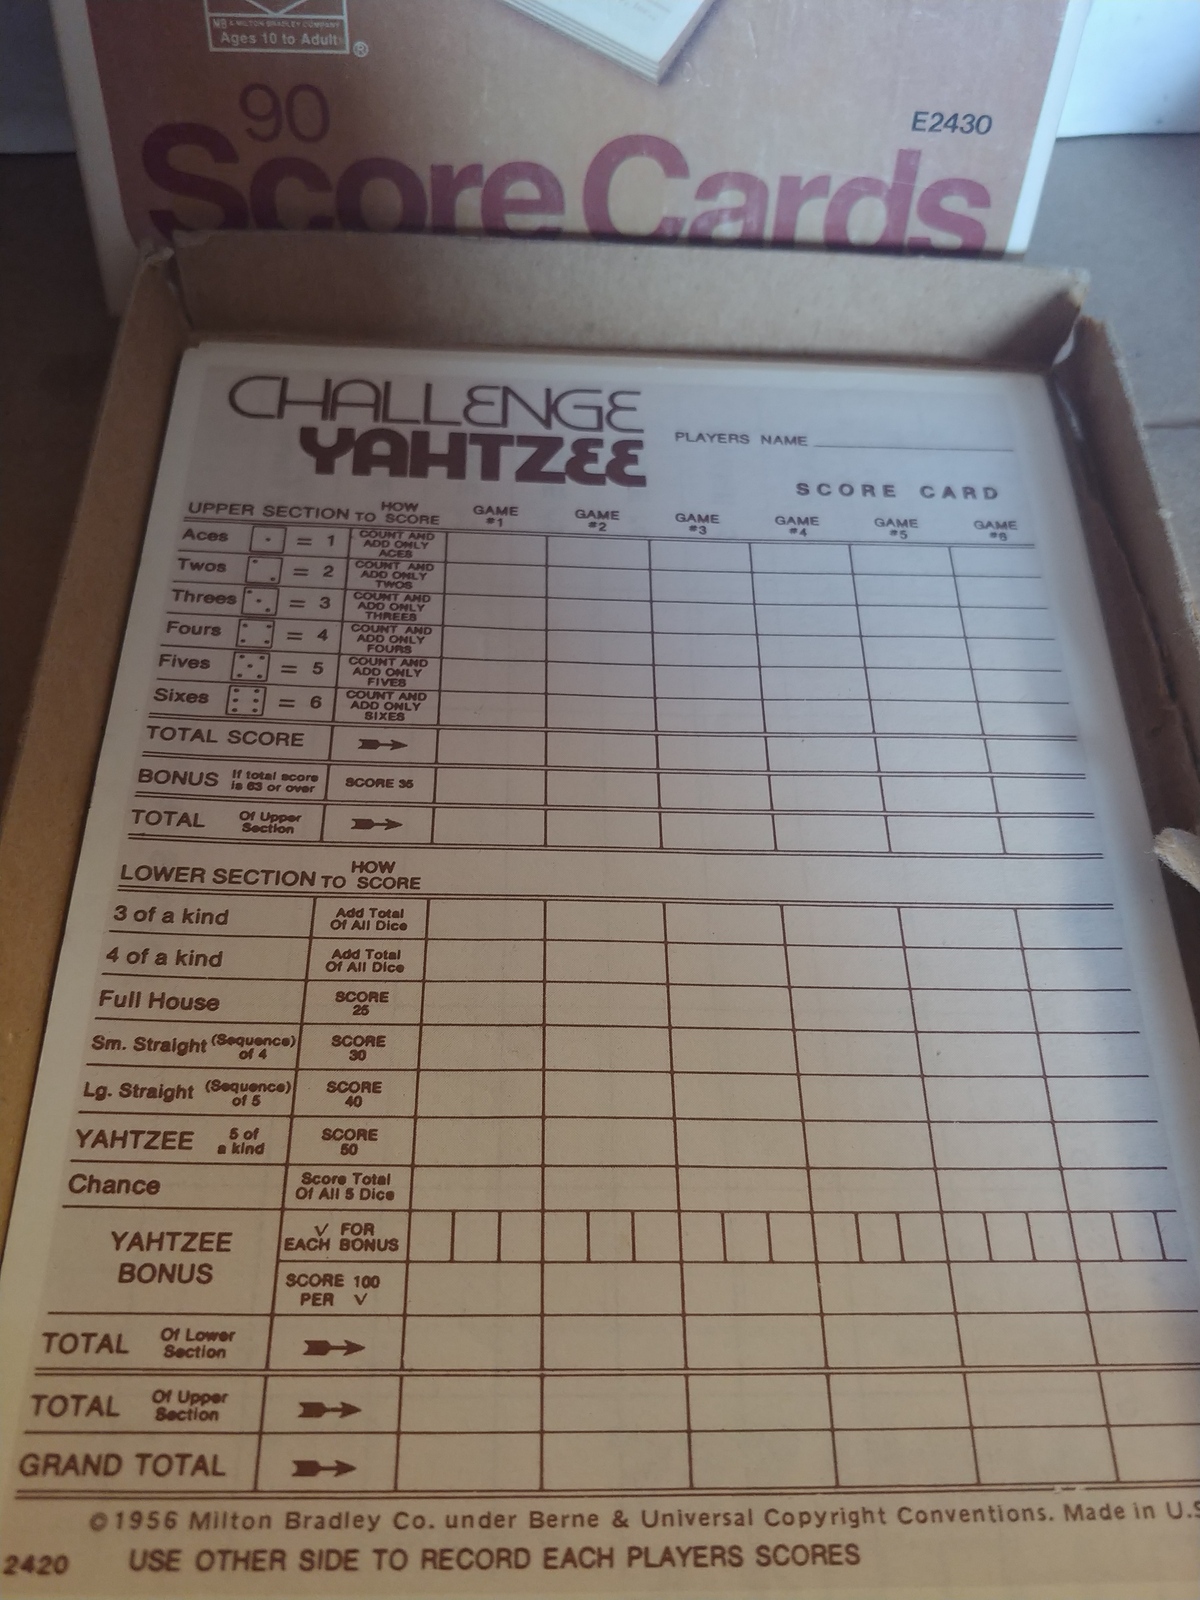 MB A MILTON BRADLEY COMPANY
Ages 10 to Adult ®
90
E2430
Score Cards
CHALLENGE
YAHTZEE
PLAYERS NAME
SCORE CARD
UPPER SECTION HOW TO SCORE GAME #1 GAME #2 GAME #3 GAME #4 GAME #5 GAME #6
Aces = 1 COUNT AND ADD ONLY ACES
Twos = 2 COUNT AND ADD ONLY TWOS
Threes = 3 COUNT AND ADD ONLY THREES
Fours = 4 COUNT AND ADD ONLY FOURS
Fives = 5 COUNT AND ADD ONLY FIVES
Sixes = 6 COUNT AND ADD ONLY SIXES
TOTAL SCORE
BONUS If total score is 63 or over SCORE 35
TOTAL Of Upper Section
LOWER SECTION HOW TO SCORE
3 of a kind Add Total Of All Dice
4 of a kind Add Total Of All Dice
Full House SCORE 25
Sm. Straight (Sequence) of 4 SCORE 30
Lg. Straight (Sequence) of 5 SCORE 40
YAHTZEE 5 of a kind SCORE 50
Chance Score Total Of All 5 Dice
YAHTZEE BONUS √ FOR EACH BONUS
SCORE 100 PER √
TOTAL Of Lower Section
TOTAL Of Upper Section
GRAND TOTAL
©1956 Milton Bradley Co. under Berne & Universal Copyright Conventions. Made in U.S
2420 USE OTHER SIDE TO RECORD EACH PLAYERS SCORES